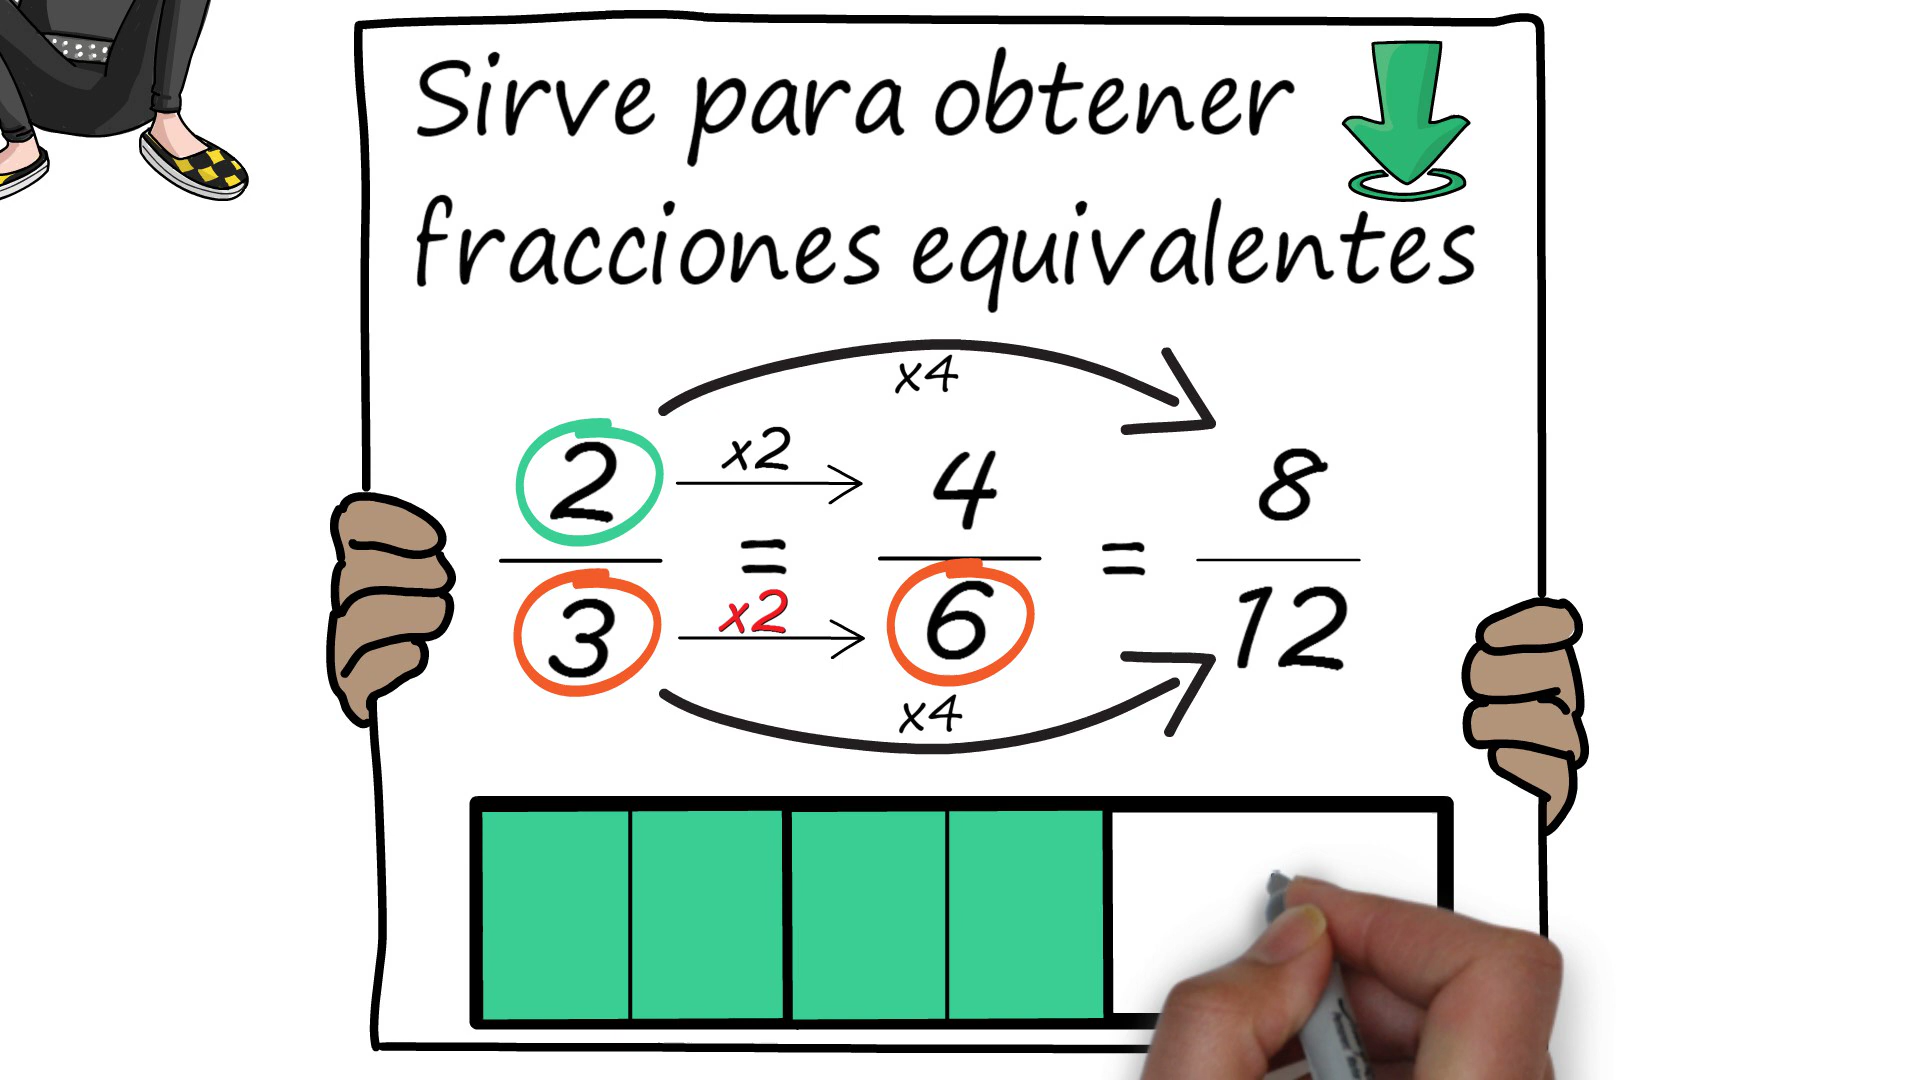 Sirve para obtener
fracciones equivalentes
x4
x2
2 4 8
= =
3 6 12
x2
x4